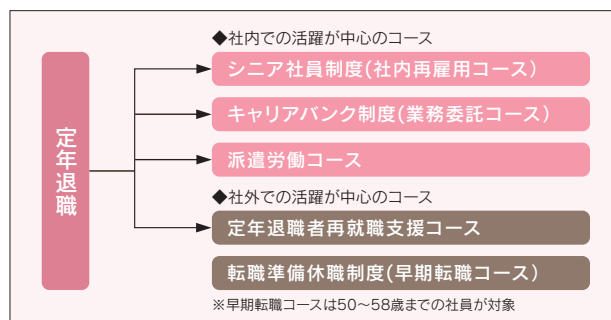 定年退職
◆社内での活躍が中心のコース
シニア社員制度(社内再雇用コース)
キャリアバンク制度(業務委託コース)
派遣労働コース
◆社外での活躍が中心のコース
定年退職者再就職支援コース
転職準備休職制度(早期転職コース)
※早期転職コースは50〜58歳までの社員が対象